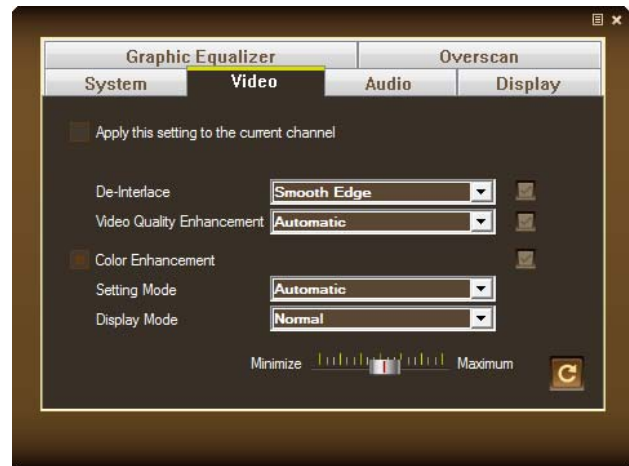 Graphic Equalizer Overscan
System Video Audio Display
Apply this setting to the current channel
De-Interlace Smooth Edge
Video Quality Enhancement Automatic
Color Enhancement
Setting Mode Automatic
Display Mode Normal
Minimize Maximum